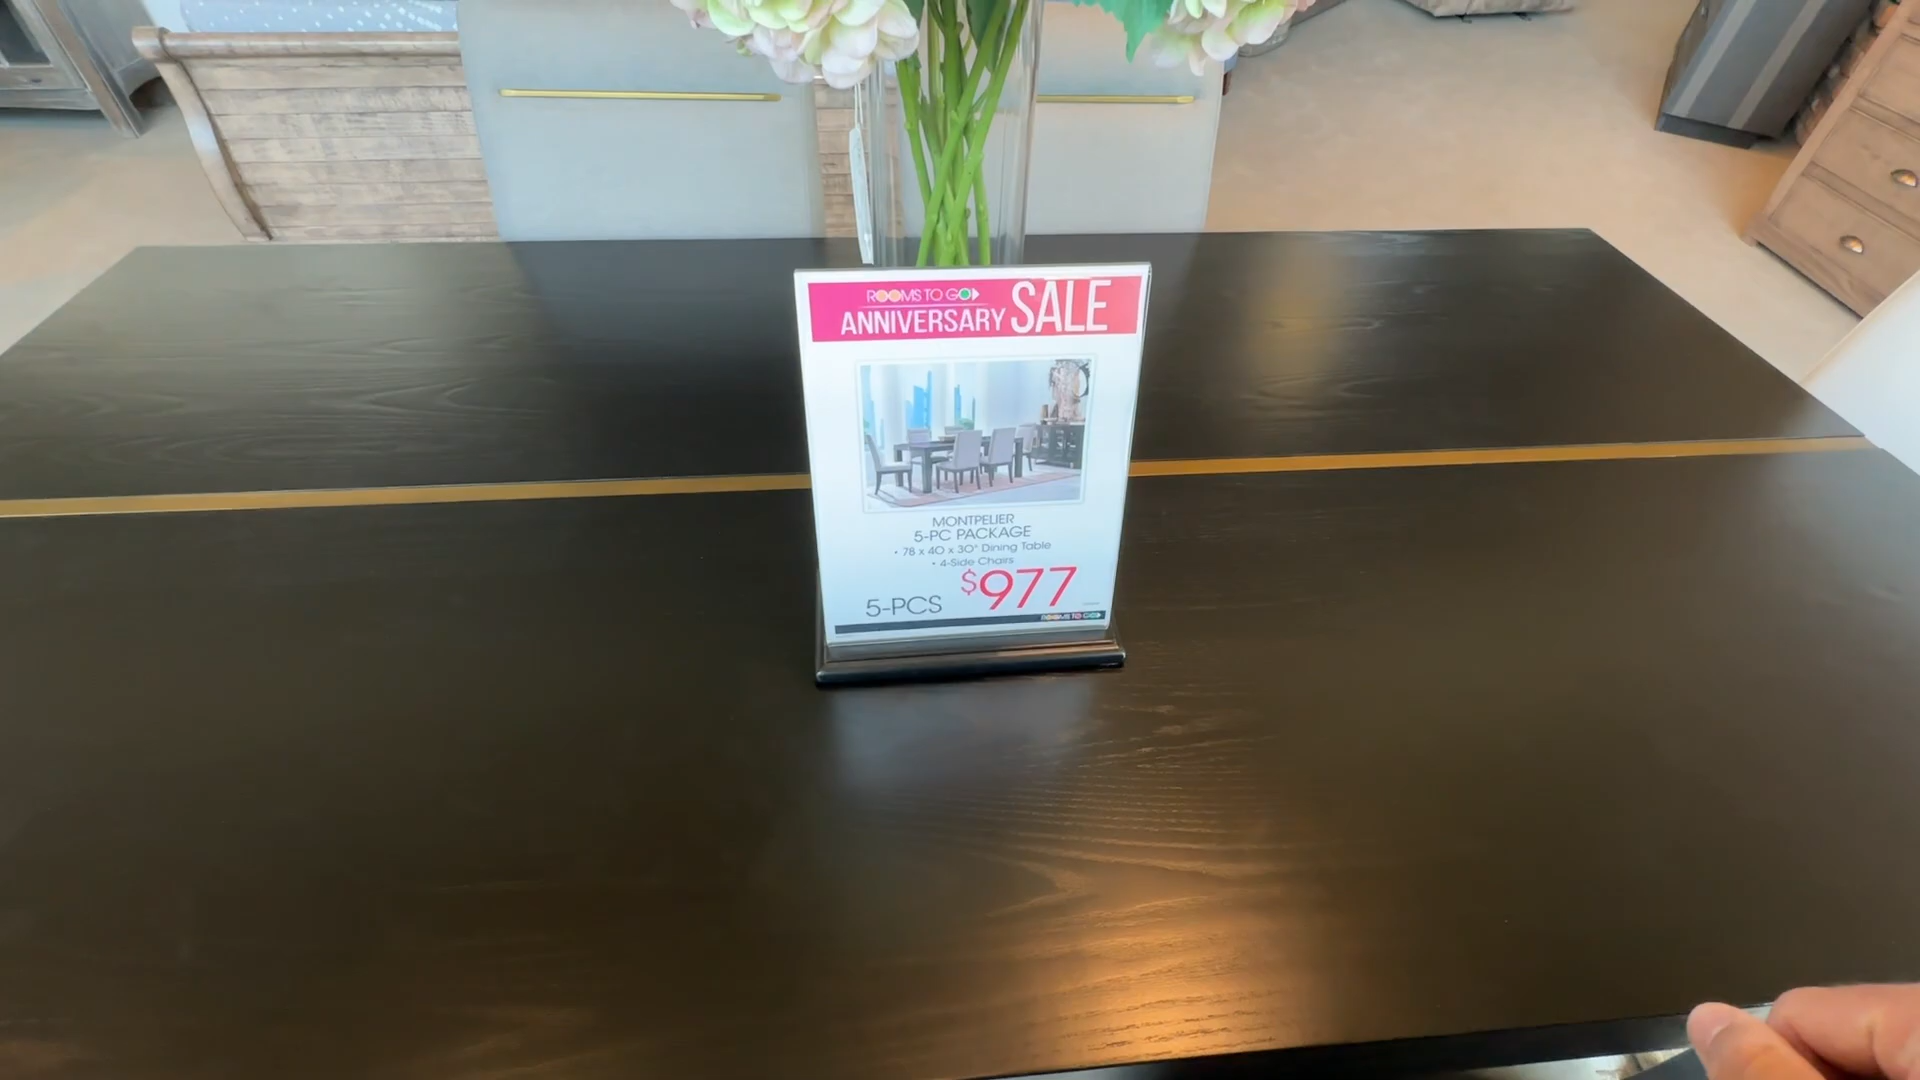 ROOMS TO GO
ANNIVERSARY SALE
MONTPELIER
5-PC PACKAGE
• 78 x 40 x 30" Dining Table
• 4-Side Chairs
$977
5-PCS
ROOMS TO GO